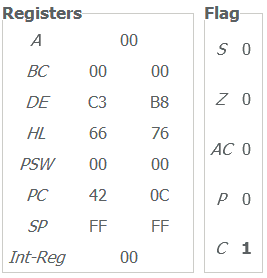 Registers
A 00
BC 00 00
DE C3 B8
HL 66 76
PSW 00 00
PC 42 0C
SP FF FF
Int-Reg 00
Flag
S 0
Z 0
AC 0
P 0
C 1